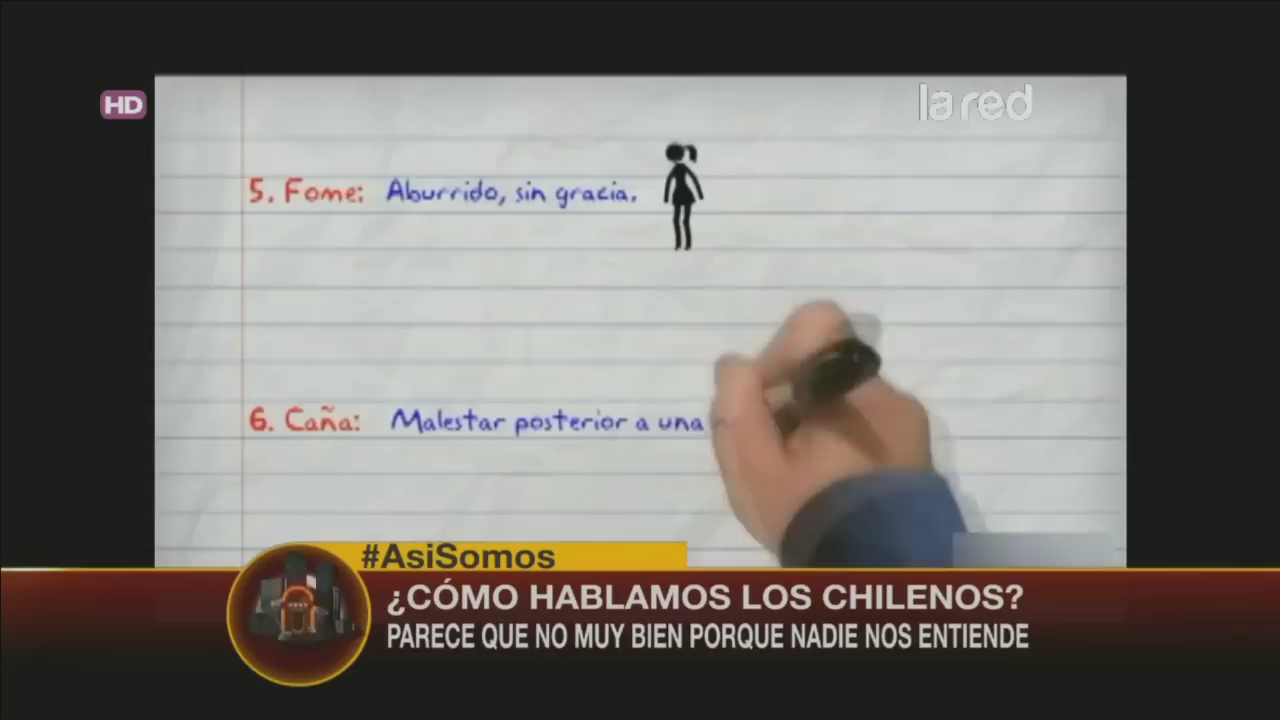 HD
la red
5. Fome: Aburrido, sin gracia.
6. Caña: Malestar posterior a una
#AsiSomos
¿CÓMO HABLAMOS LOS CHILENOS?
PARECE QUE NO MUY BIEN PORQUE NADIE NOS ENTIENDE